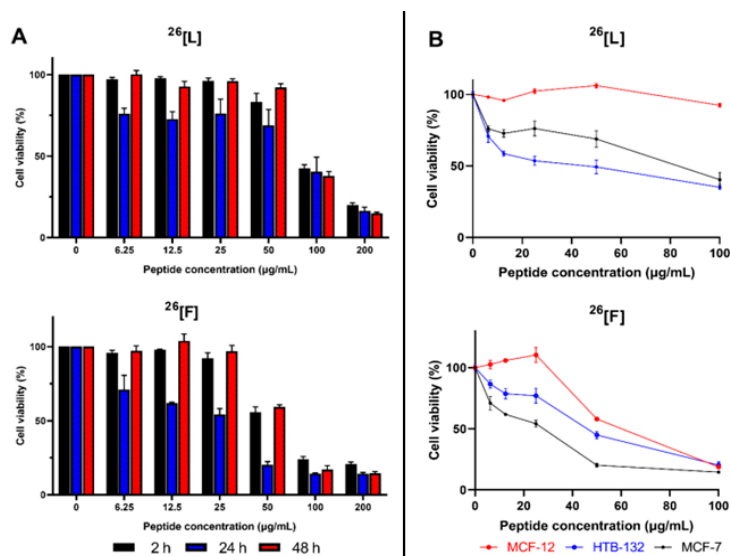 A
26[L]
Cell viability (%)
100
50
0
0 6.25 12.5 25 50 100 200
Peptide concentration (µg/mL)
26[F]
Cell viability (%)
100
50
0
0 6.25 12.5 25 50 100 200
Peptide concentration (µg/mL)
2 h 24 h 48 h
B
26[L]
Cell viability (%)
100
50
0
0 20 40 60 80 100
Peptide concentration (µg/mL)
26[F]
Cell viability (%)
100
50
0
0 20 40 60 80 100
Peptide concentration (µg/mL)
MCF-12 HTB-132 MCF-7